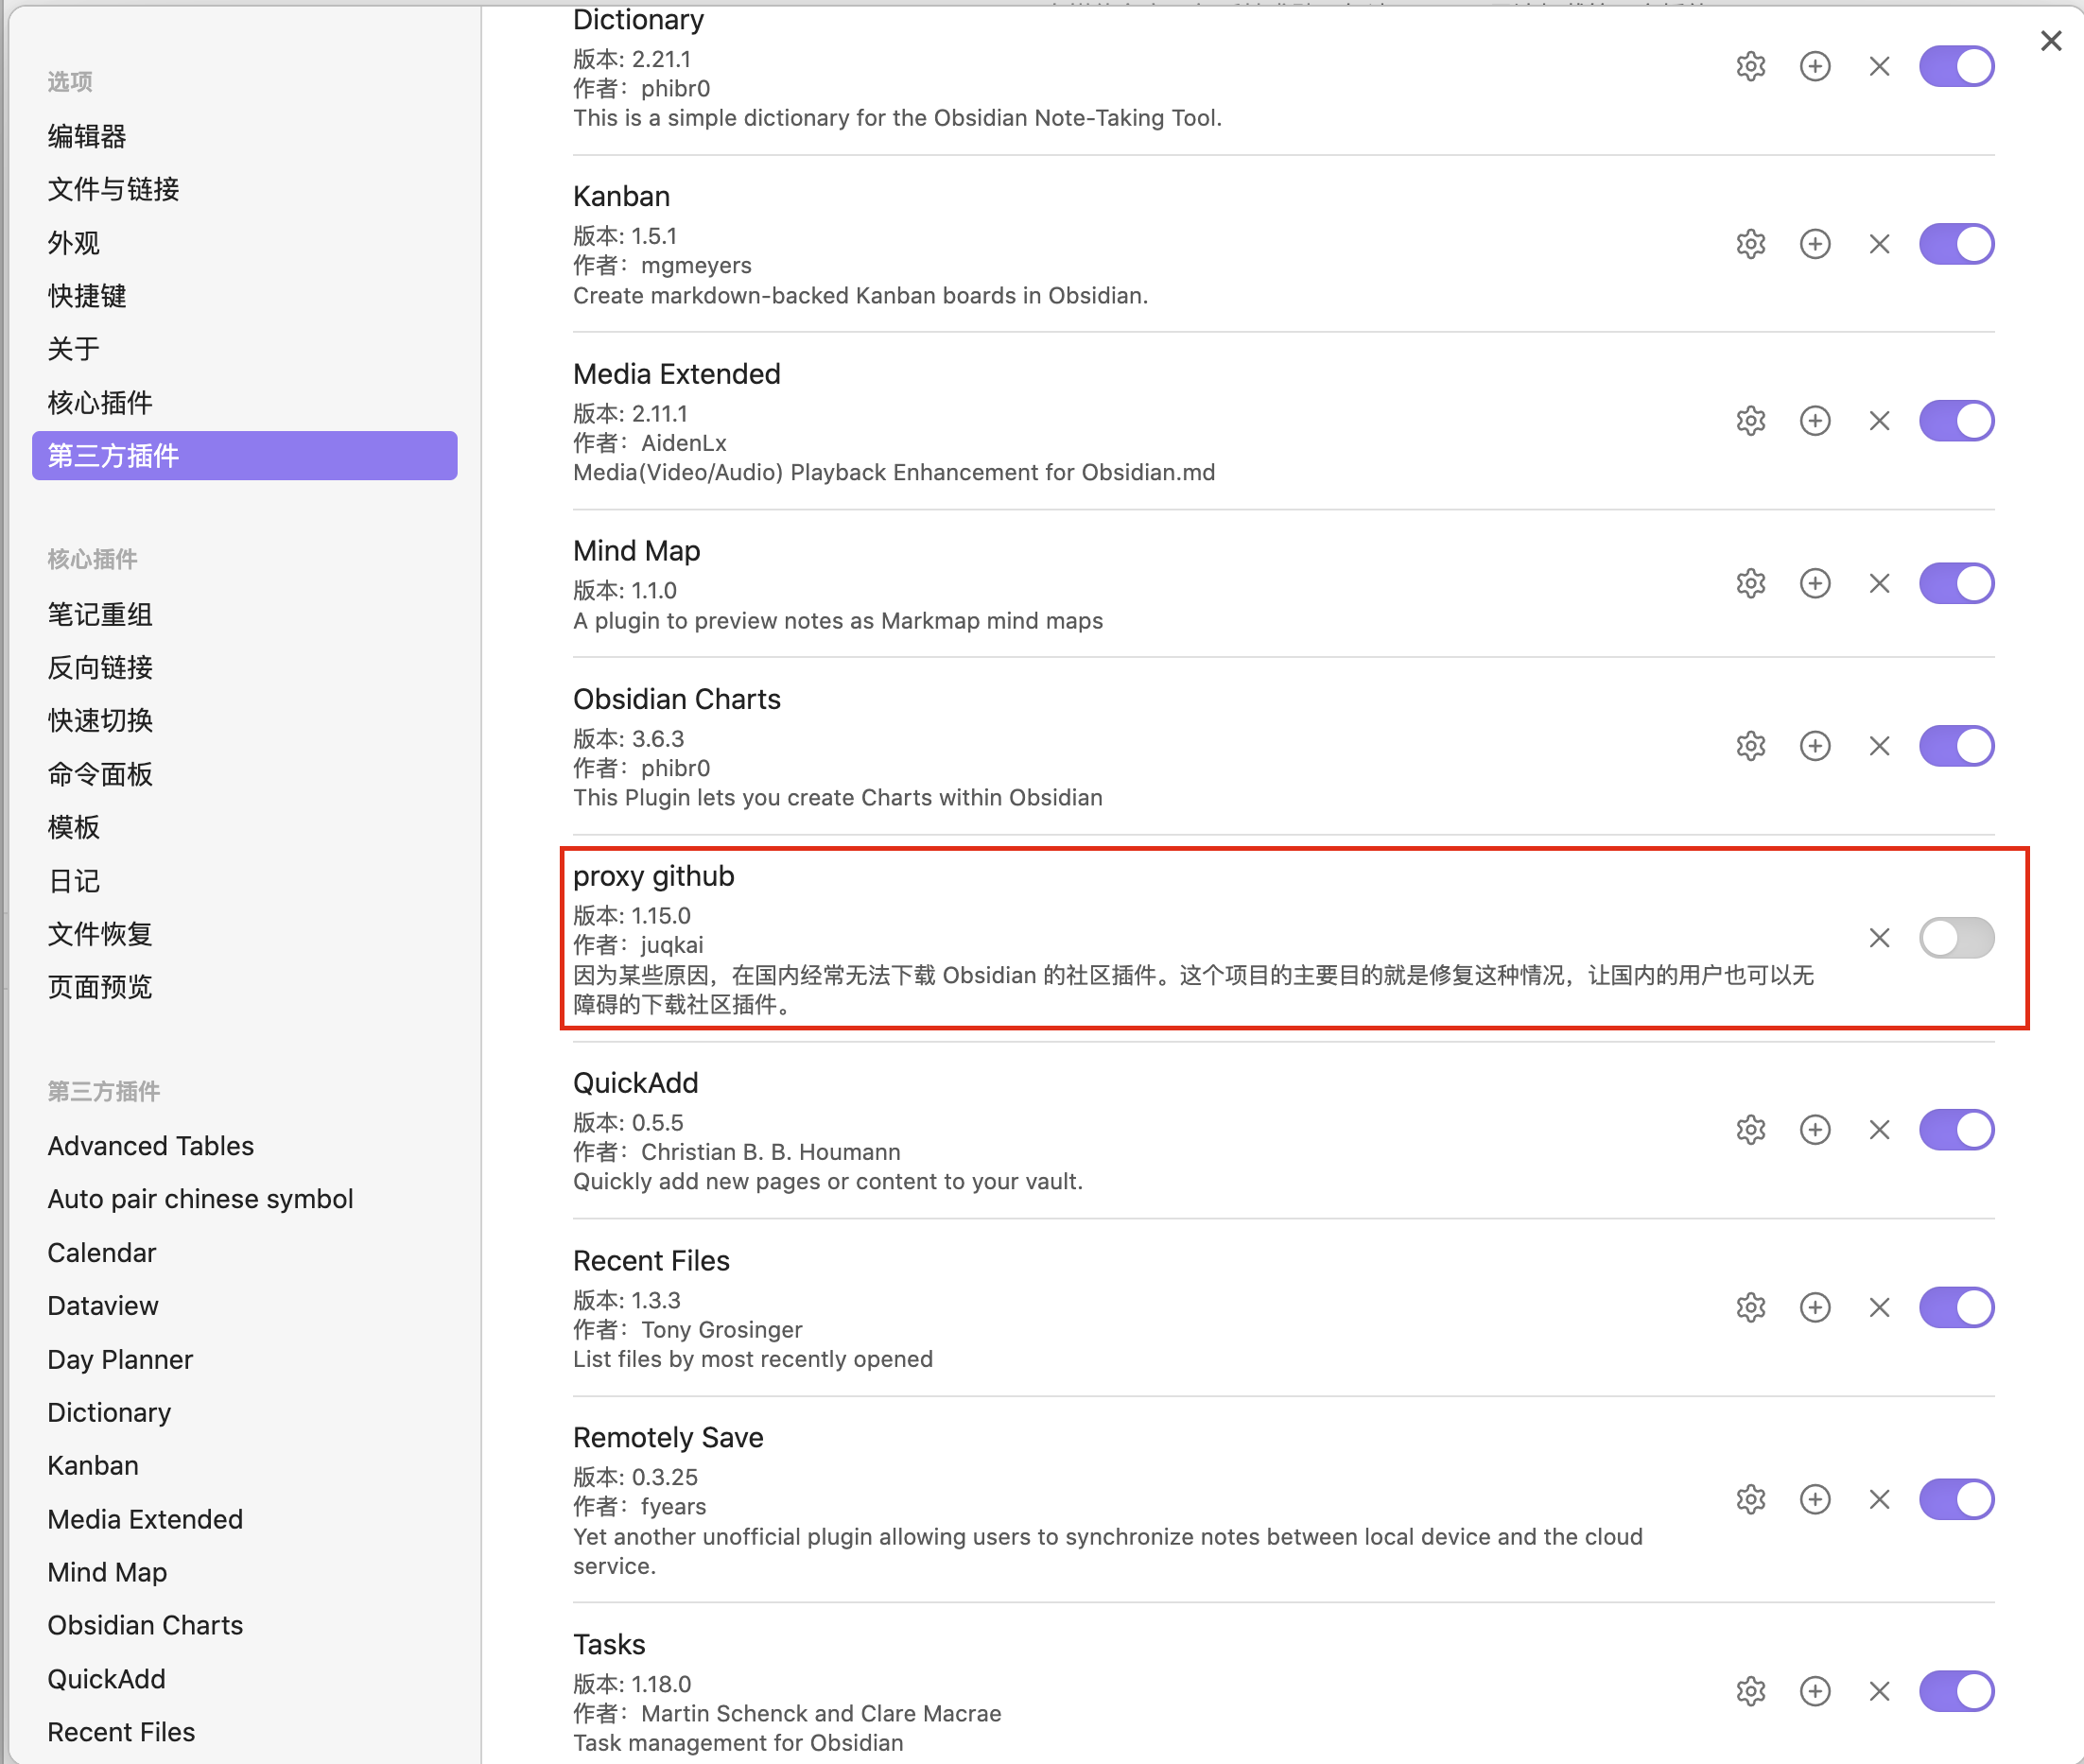 选项
编辑器
文件与链接
外观
快捷键
关于
核心插件
第三方插件
核心插件
笔记重组
反向链接
快速切换
命令面板
模板
日记
文件恢复
页面预览
第三方插件
Advanced Tables
Auto pair chinese symbol
Calendar
Dataview
Day Planner
Dictionary
Kanban
Media Extended
Mind Map
Obsidian Charts
QuickAdd
Recent Files
Dictionary
版本: 2.21.1
作者：phibr0
This is a simple dictionary for the Obsidian Note-Taking Tool.
Kanban
版本: 1.5.1
作者：mgmeyers
Create markdown-backed Kanban boards in Obsidian.
Media Extended
版本: 2.11.1
作者：AidenLx
Media(Video/Audio) Playback Enhancement for Obsidian.md
Mind Map
版本: 1.1.0
A plugin to preview notes as Markmap mind maps
Obsidian Charts
版本: 3.6.3
作者：phibr0
This Plugin lets you create Charts within Obsidian
proxy github
版本: 1.15.0
作者：juqkai
因为某些原因，在国内经常无法下载 Obsidian 的社区插件。这个项目的主要目的就是修复这种情况，让国内的用户也可以无
障碍的下载社区插件。
QuickAdd
版本: 0.5.5
作者：Christian B. B. Houmann
Quickly add new pages or content to your vault.
Recent Files
版本: 1.3.3
作者：Tony Grosinger
List files by most recently opened
Remotely Save
版本: 0.3.25
作者：fyears
Yet another unofficial plugin allowing users to synchronize notes between local device and the cloud
service.
Tasks
版本: 1.18.0
作者：Martin Schenck and Clare Macrae
Task management for Obsidian